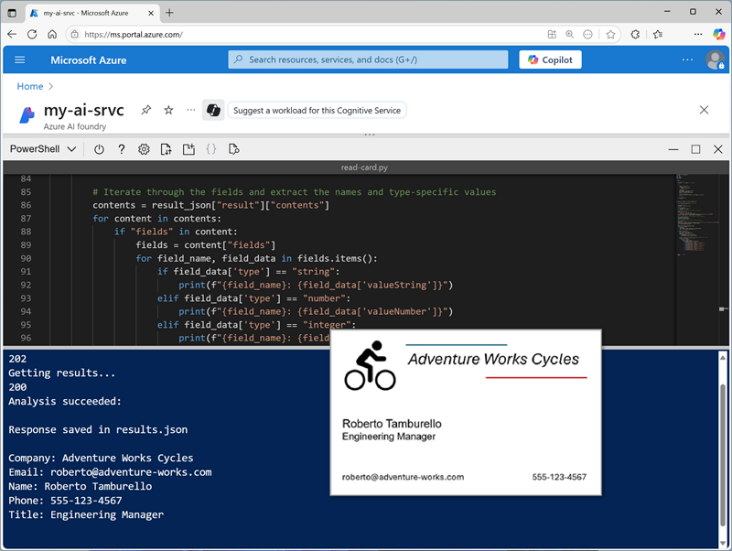 my-ai-srvc - Microsoft Azure
https://ms.portal.azure.com/
Microsoft Azure
Search resources, services, and docs (G+/)
Copilot
Home
my-ai-srvc
Azure AI foundry
Suggest a workload for this Cognitive Service
PowerShell
read-card.py
84
85 # Iterate through the fields and extract the names and type-specific values
86 contents = result_json["result"]["contents"]
87 for content in contents:
88 if "fields" in content:
89 fields = content["fields"]
90 for field_name, field_data in fields.items():
91 if field_data['type'] == "string":
92 print(f"{field_name}: {field_data['valueString']}")
93 elif field_data['type'] == "number":
94 print(f"{field_name}: {field_data['valueNumber']}")
95 elif field_data['type'] == "integer":
96 print(f"{field_name}: {field
202
Getting results...
200
Analysis succeeded:
Response saved in results.json
Company: Adventure Works Cycles
Email: roberto@adventure-works.com
Name: Roberto Tamburello
Phone: 555-123-4567
Title: Engineering Manager
Adventure Works Cycles
Roberto Tamburello
Engineering Manager
roberto@adventure-works.com 555-123-4567